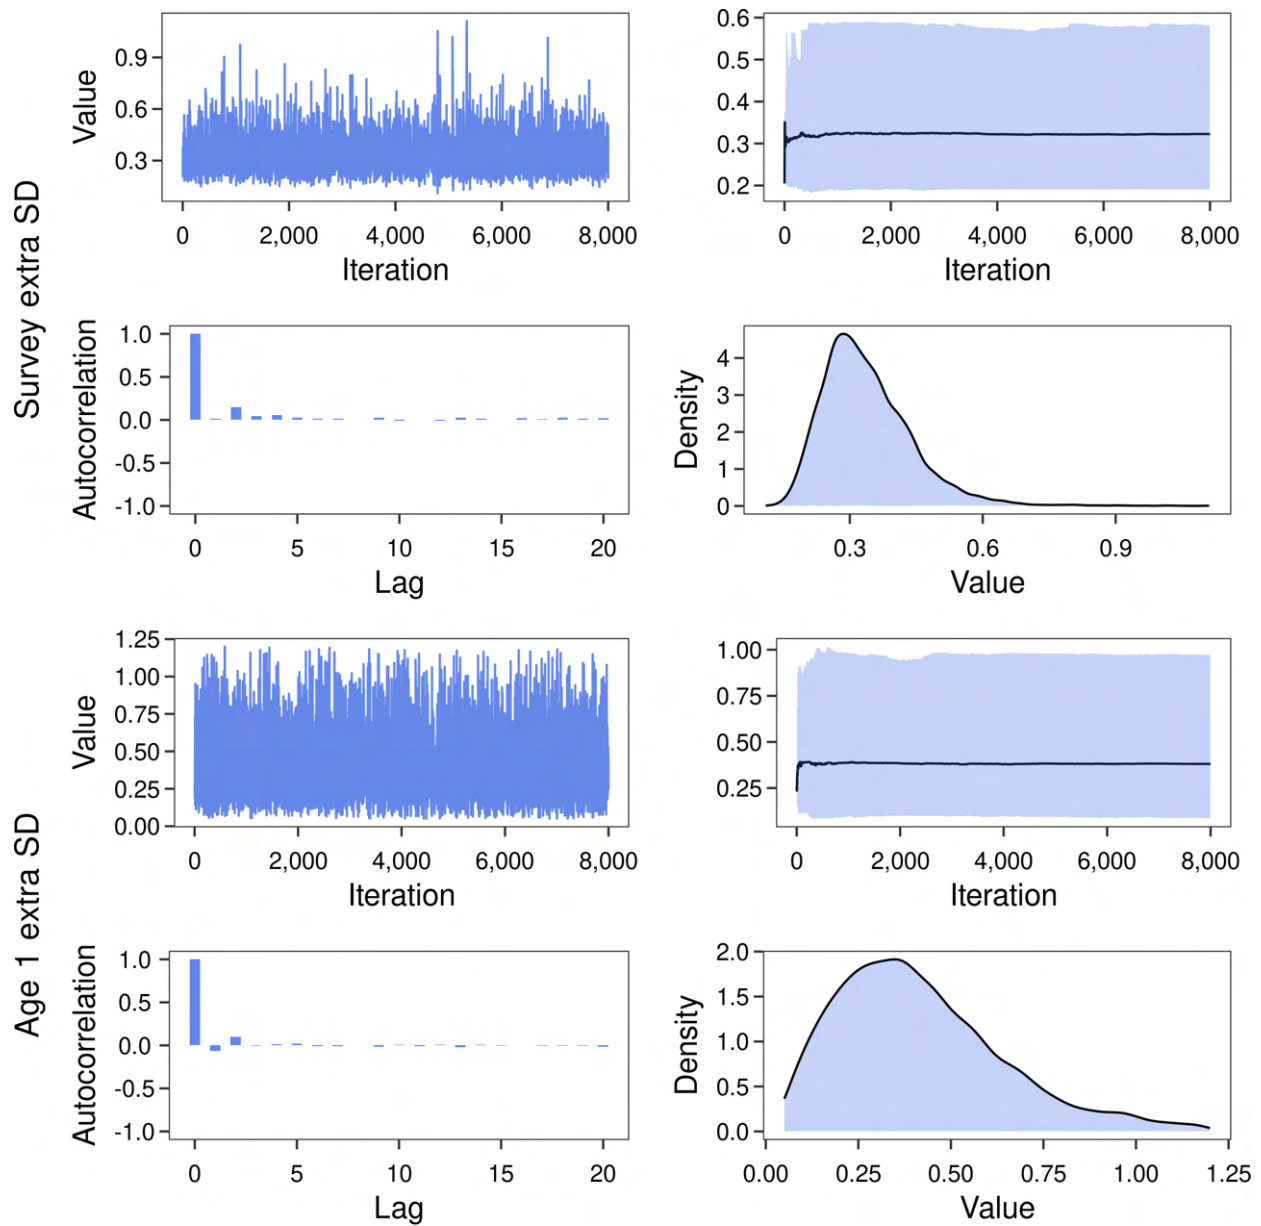 Survey extra SD
Value
0.9
0.6
0.3
0 2,000 4,000 6,000 8,000
Iteration
0.6
0.5
0.4
0.3
0.2
0 2,000 4,000 6,000 8,000
Iteration
Autocorrelation
1.0
0.5
0.0
-0.5
-1.0
0 5 10 15 20
Lag
Density
4
3
2
1
0
0.3 0.6 0.9
Value
Age 1 extra SD
Value
1.25
1.00
0.75
0.50
0.25
0.00
0 2,000 4,000 6,000 8,000
Iteration
1.00
0.75
0.50
0.25
0 2,000 4,000 6,000 8,000
Iteration
Autocorrelation
1.0
0.5
0.0
-0.5
-1.0
0 5 10 15 20
Lag
Density
2.0
1.5
1.0
0.5
0.0
0.00 0.25 0.50 0.75 1.00 1.25
Value